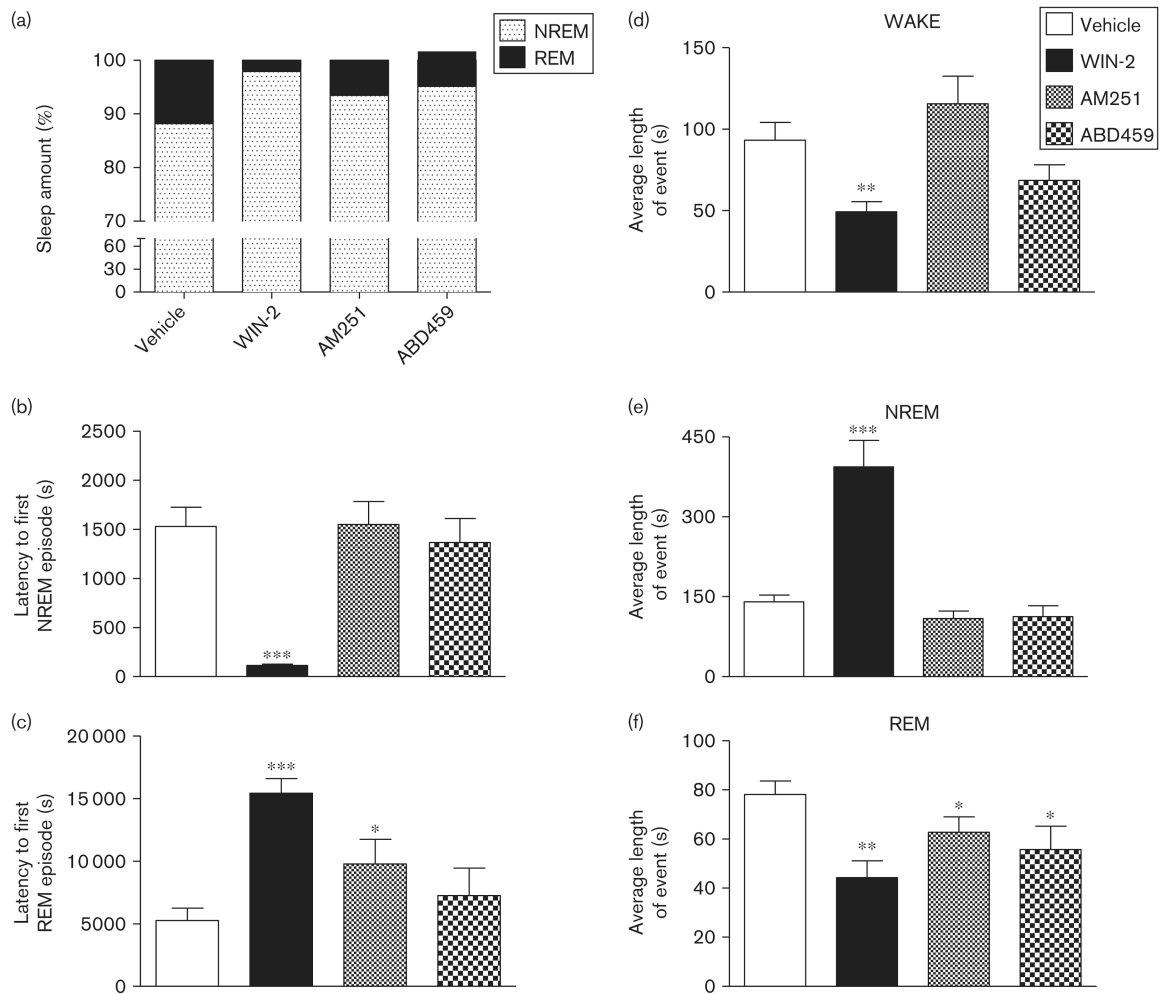 (a)
NREM
REM
Sleep amount (%)
100
90
80
70
60
30
0
Vehicle
WIN-2
AM251
ABD459
(b)
Latency to first
NREM episode (s)
2500
2000
1500
1000
500
0
***
(c)
Latency to first
REM episode (s)
20 000
15 000
10 000
5000
0
***
*
(d)
WAKE
Vehicle
WIN-2
AM251
ABD459
Average length
of event (s)
150
100
50
0
**
(e)
NREM
Average length
of event (s)
450
300
150
0
***
(f)
REM
Average length
of event (s)
100
80
60
40
20
0
**
*
*